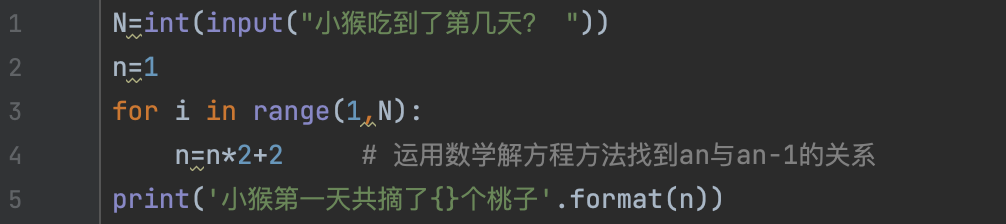 1 N=int(input("小猴吃到了第几天?  "))
2 n=1
3 for i in range(1,N):
4     n=n*2+2     # 运用数学解方程方法找到an与an-1的关系
5 print('小猴第一天共摘了{}个桃子'.format(n))